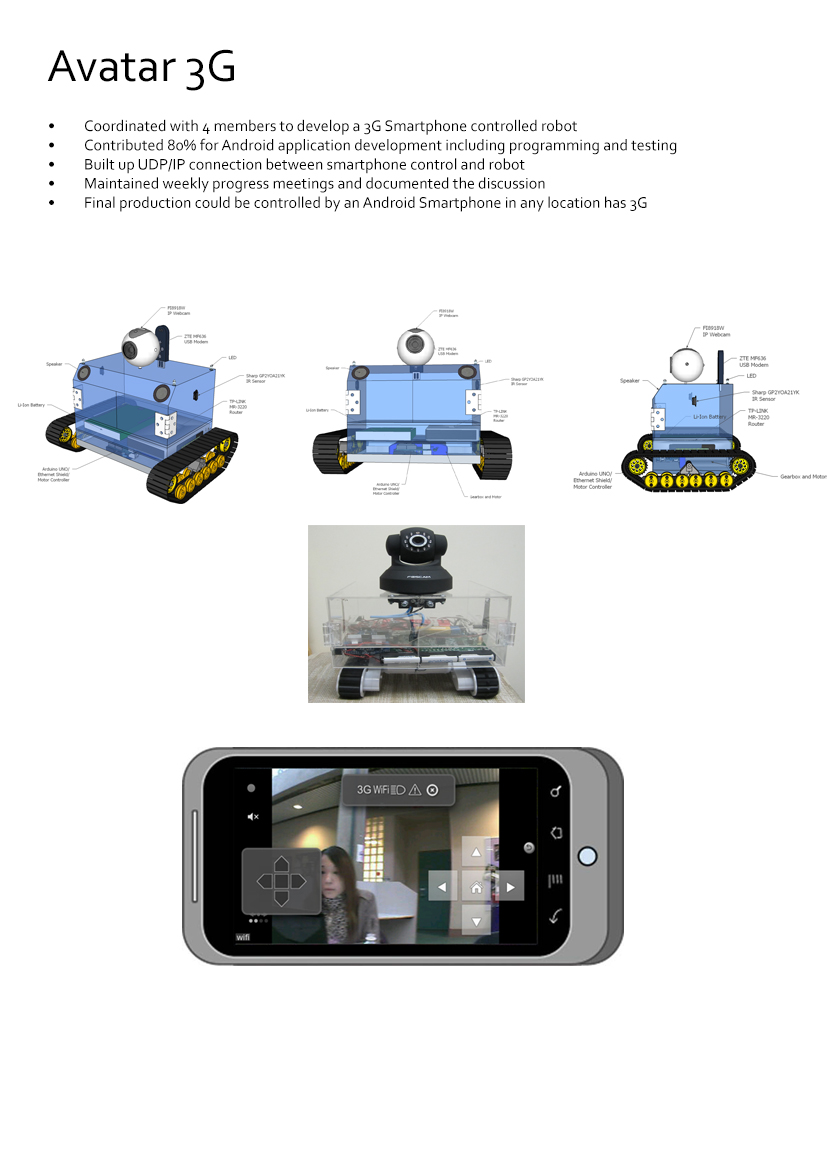 Avatar 3G
• Coordinated with 4 members to develop a 3G Smartphone controlled robot
• Contributed 80% for Android application development including programming and testing
• Built up UDP/IP connection between smartphone control and robot
• Maintained weekly progress meetings and documented the discussion
• Final production could be controlled by an Android Smartphone in any location has 3G
FI8918W
IP Webcam
ZTE MF636
USB Modem
LED
Speaker
Sharp GP2Y0A21YK
IR Sensor
Li-Ion Battery
TP-LINK
MR-3220
Router
Arduino UNO/
Ethernet Shield/
Motor Controller
FI8918W
IP Webcam
ZTE MF636
USB Modem
LED
Speaker
Sharp GP2Y0A21YK
IR Sensor
Li-Ion Battery
TP-LINK
MR-3220
Router
Arduino UNO/
Ethernet Shield/
Motor Controller
Gearbox and Motor
FI8918W
IP Webcam
ZTE MF636
USB Modem
LED
Speaker
Sharp GP2Y0A21YK
IR Sensor
Li-Ion Battery
TP-LINK
MR-3220
Router
Arduino UNO/
Ethernet Shield/
Motor Controller
Gearbox and Motor
3G WiFi
wifi